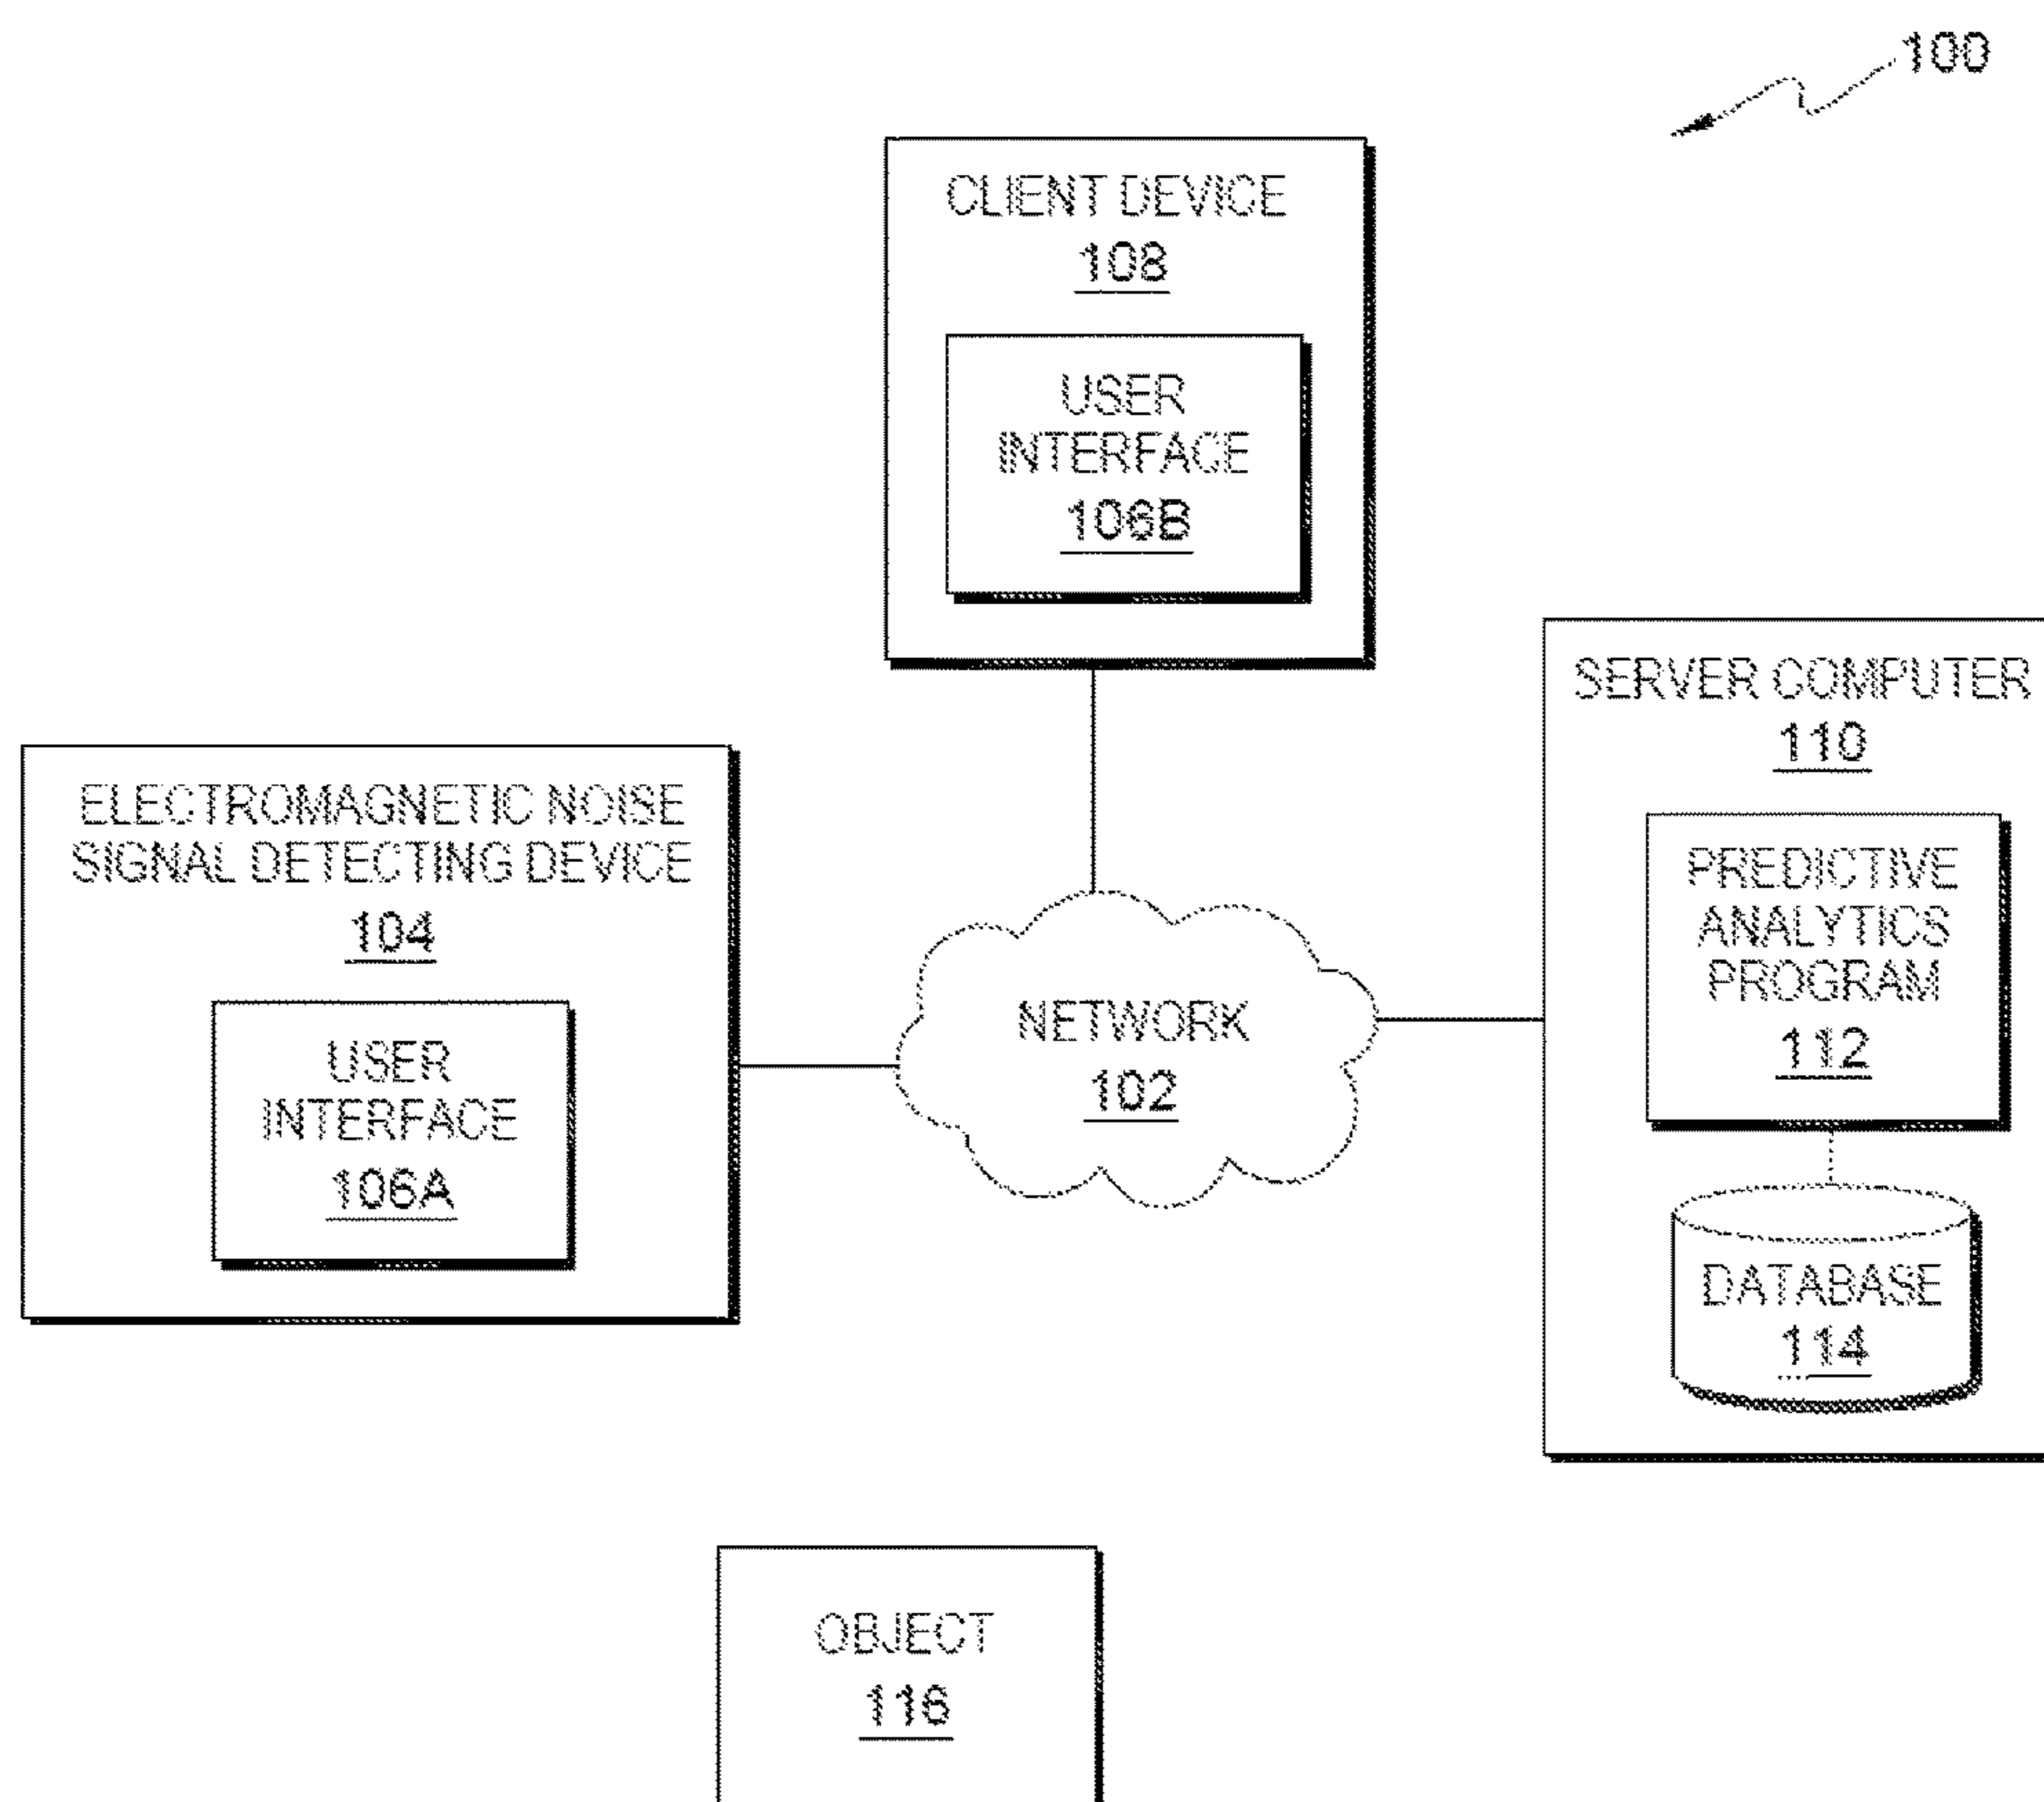 100
CLIENT DEVICE
108
USER
INTERFACE
106B
SERVER COMPUTER
110
PREDICTIVE
ANALYTICS
PROGRAM
112
DATABASE
114
ELECTROMAGNETIC NOISE
SIGNAL DETECTING DEVICE
104
USER
INTERFACE
106A
NETWORK
102
OBJECT
116